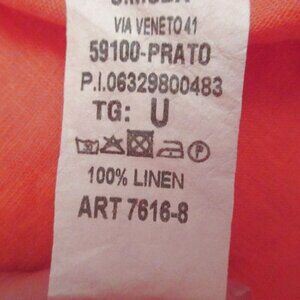 VIA VENETO 41
59100-PRATO
P.I.06329800483
TG: U
100% LINEN
ART 7616-8